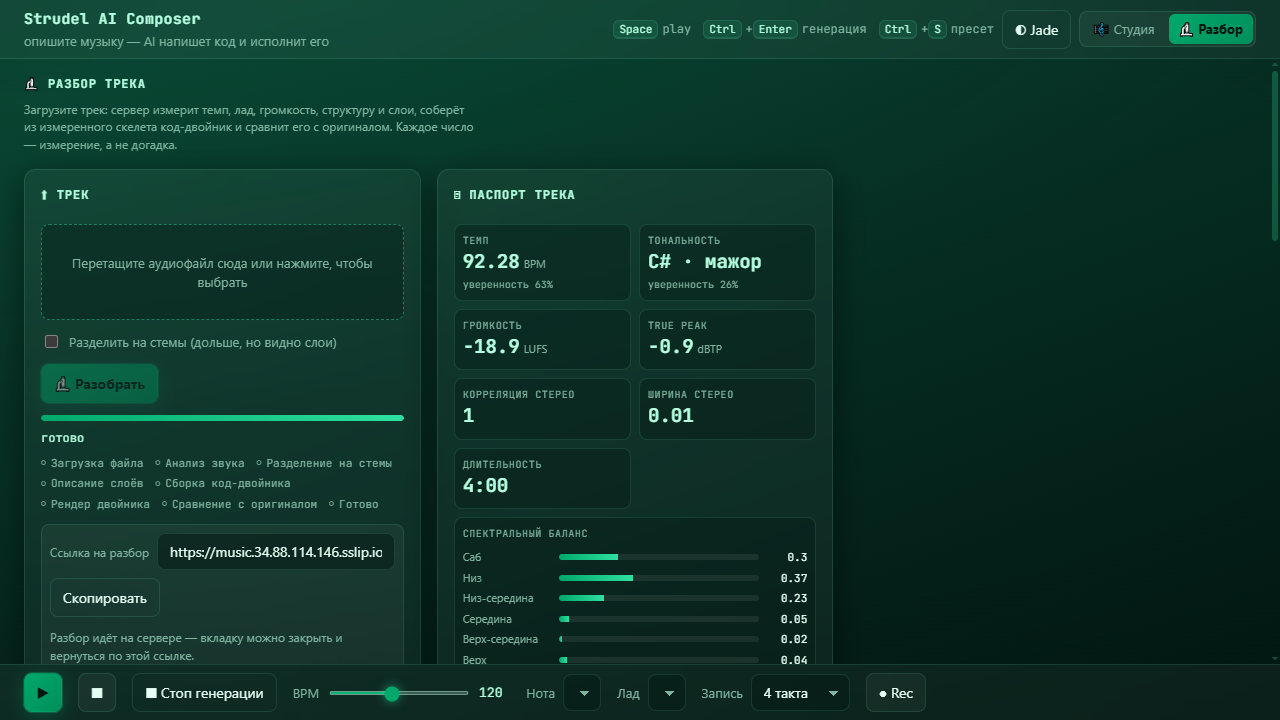 Strudel AI Composer
опишите музыку — AI напишет код и исполнит его
Space play Ctrl + Enter генерация Ctrl + S пресет
Jade
Студия
Разбор
РАЗБОР ТРЕКА
Загрузите трек: сервер измерит темп, лад, громкость, структуру и слои, соберёт
из измеренного скелета код-двойник и сравнит его с оригиналом. Каждое число
— измерение, а не догадка.
ТРЕК
Перетащите аудиофайл сюда или нажмите, чтобы
выбрать
Разделить на стемы (дольше, но видно слои)
Разобрать
готово
Загрузка файла Анализ звука Разделение на стемы
Описание слоёв Сборка код-двойника
Рендер двойника Сравнение с оригиналом Готово
Ссылка на разбор https://music.34.88.114.146.sslip.io
Скопировать
Разбор идёт на сервере — вкладку можно закрыть и
вернуться по этой ссылке.
ПАСПОРТ ТРЕКА
ТЕМП
92.28 BPM
уверенность 63%
ТОНАЛЬНОСТЬ
C# · мажор
уверенность 26%
ГРОМКОСТЬ
-18.9 LUFS
TRUE PEAK
-0.9 dBTP
КОРРЕЛЯЦИЯ СТЕРЕО
1
ШИРИНА СТЕРЕО
0.01
ДЛИТЕЛЬНОСТЬ
4:00
СПЕКТРАЛЬНЫЙ БАЛАНС
Саб 0.3
Низ 0.37
Низ-середина 0.23
Середина 0.05
Верх-середина 0.02
Верх 0.04
Стоп генерации
BPM 120
Нота
Лад
Запись 4 такта
Rec